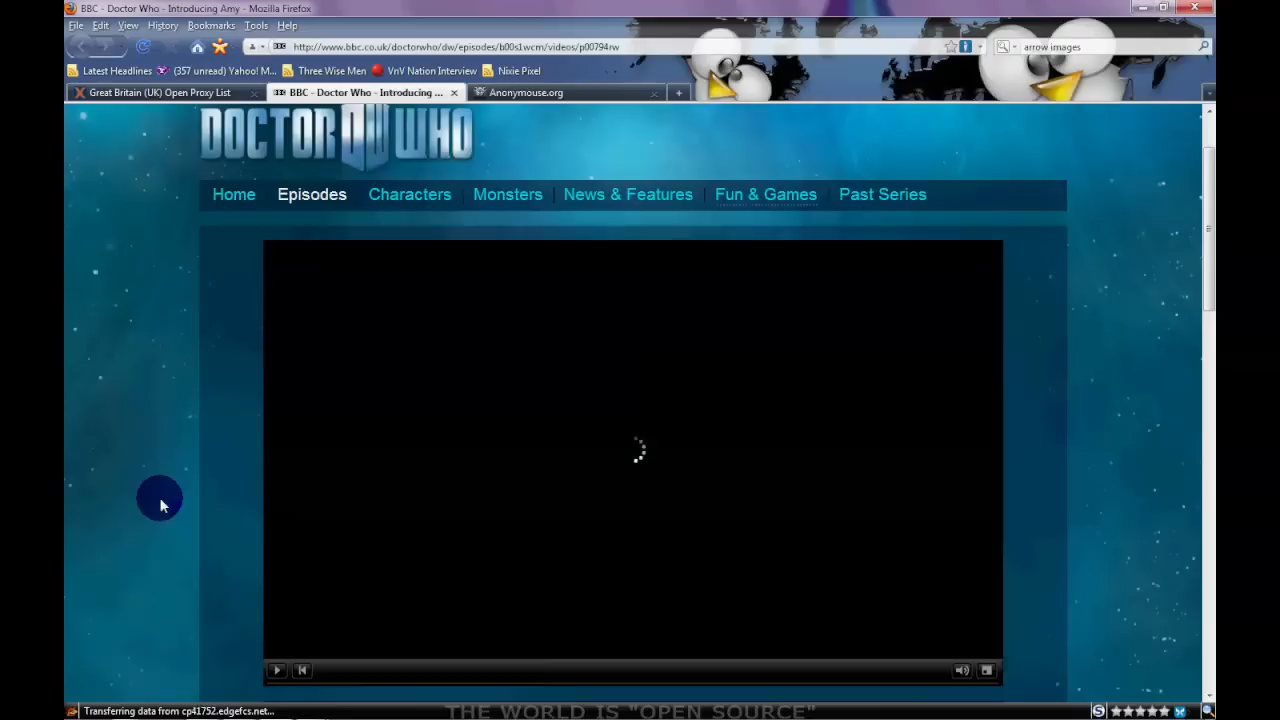 BBC - Doctor Who - Introducing Amy - Mozilla Firefox
File Edit View History Bookmarks Tools Help
http://www.bbc.co.uk/doctorwho/dw/episodes/b00s1wcm/videos/p00794rw
arrow images
Latest Headlines (357 unread) Yahoo! M... Three Wise Men VnV Nation Interview Nixie Pixel
Great Britain (UK) Open Proxy List BBC - Doctor Who - Introducing ... Anonymouse.org
DOCTOR DW WHO
Home Episodes Characters Monsters News & Features Fun & Games Past Series
Transferring data from cp41752.edgefcs.net...
THE WORLD IS "OPEN SOURCE"